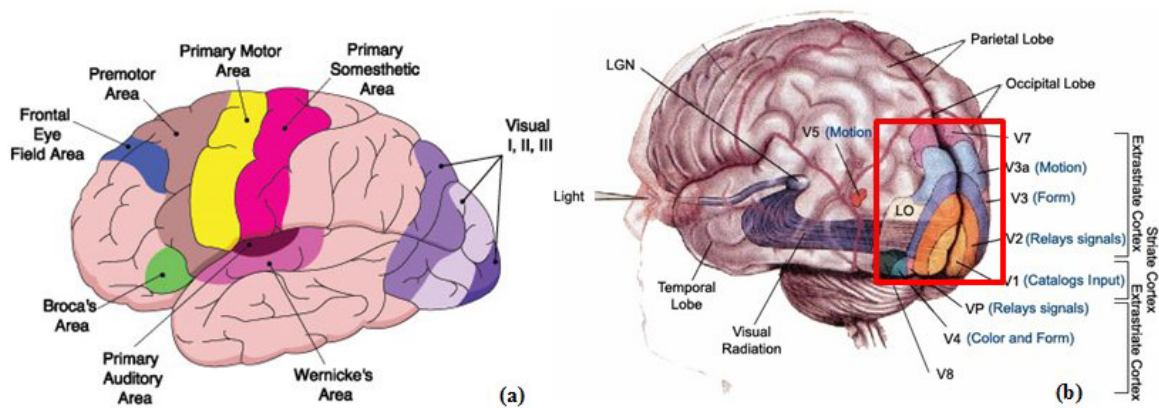 Primary Motor
Area
Primary
Somesthetic
Area
Premotor
Area
Frontal
Eye
Field Area
Visual
I, II, III
Broca's
Area
Primary
Auditory
Area
Wernicke's
Area
(a)
Parietal Lobe
LGN
Occipital Lobe
V5 (Motion
V7
V3a (Motion)
Light
LO
V3 (Form)
V2 (Relays signals)
Temporal
Lobe
V1 (Catalogs Input)
Visual
Radiation
VP (Relays signals)
V4 (Color and Form)
V8
(b)
Extrastriate Cortex
Striate Cortex
Extrastriate Cortex